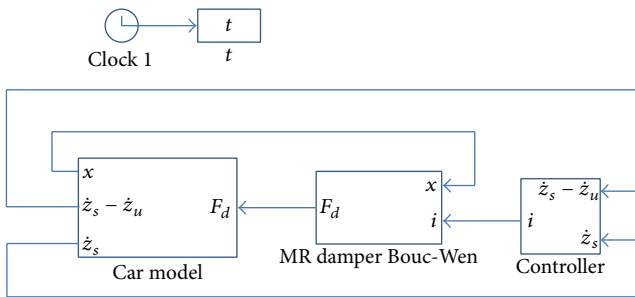 t
Clock 1
t
x
ż_s − ż_u
ż_s
F_d
Car model
F_d
x
i
MR damper Bouc-Wen
i
ż_s − ż_u
ż_s
Controller